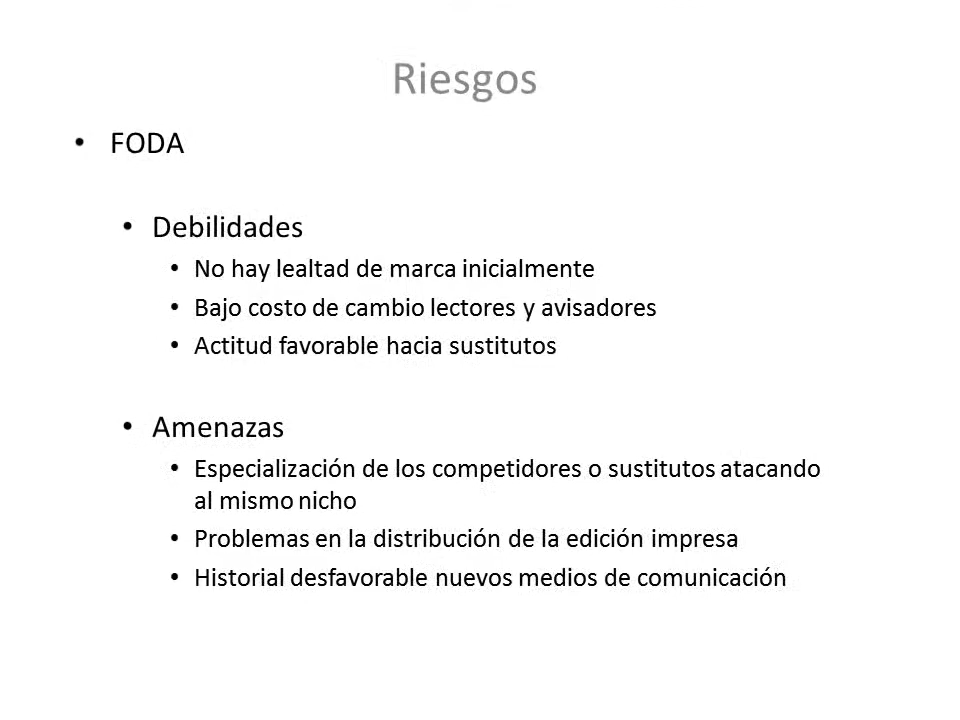 Riesgos
• FODA
• Debilidades
• No hay lealtad de marca inicialmente
• Bajo costo de cambio lectores y avisadores
• Actitud favorable hacia sustitutos
• Amenazas
• Especialización de los competidores o sustitutos atacando
al mismo nicho
• Problemas en la distribución de la edición impresa
• Historial desfavorable nuevos medios de comunicación